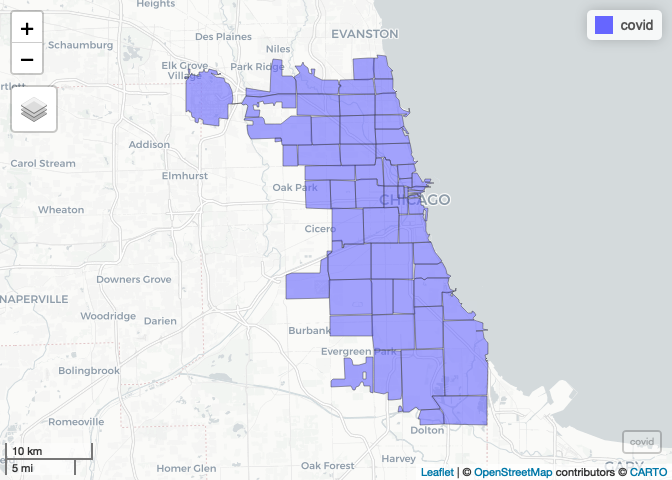 Heights
+
−
Schaumburg
Des Plaines
EVANSTON
covid
Niles
Elk Grove
Village
Park Ridge
rtlett
Addison
Carol Stream
Elmhurst
Oak Park
CHICAGO
Wheaton
Cicero
Downers Grove
NAPERVILLE
Woodridge
Darien
Burbank
Evergreen Park
Bolingbrook
Romeoville
Dolton
covid
10 km
5 mi
Homer Glen
Oak Forest
Harvey
GARY
Leaflet | © OpenStreetMap contributors © CARTO